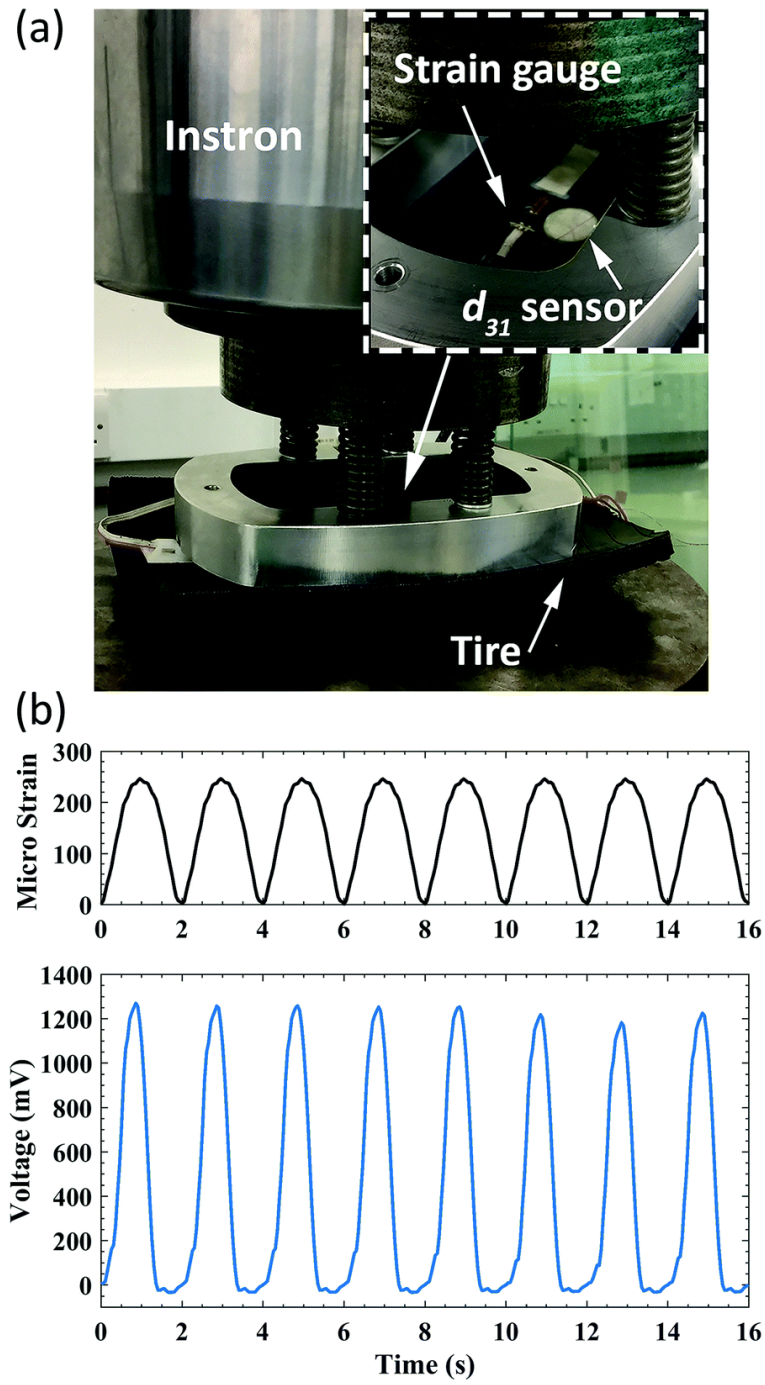 (a)
Strain gauge
Instron
d31 sensor
Tire
(b)
300
200
100
0
Micro Strain
0 2 4 6 8 10 12 14 16
1400
1200
1000
800
600
400
200
0
Voltage (mV)
0 2 4 6 8 10 12 14 16
Time (s)